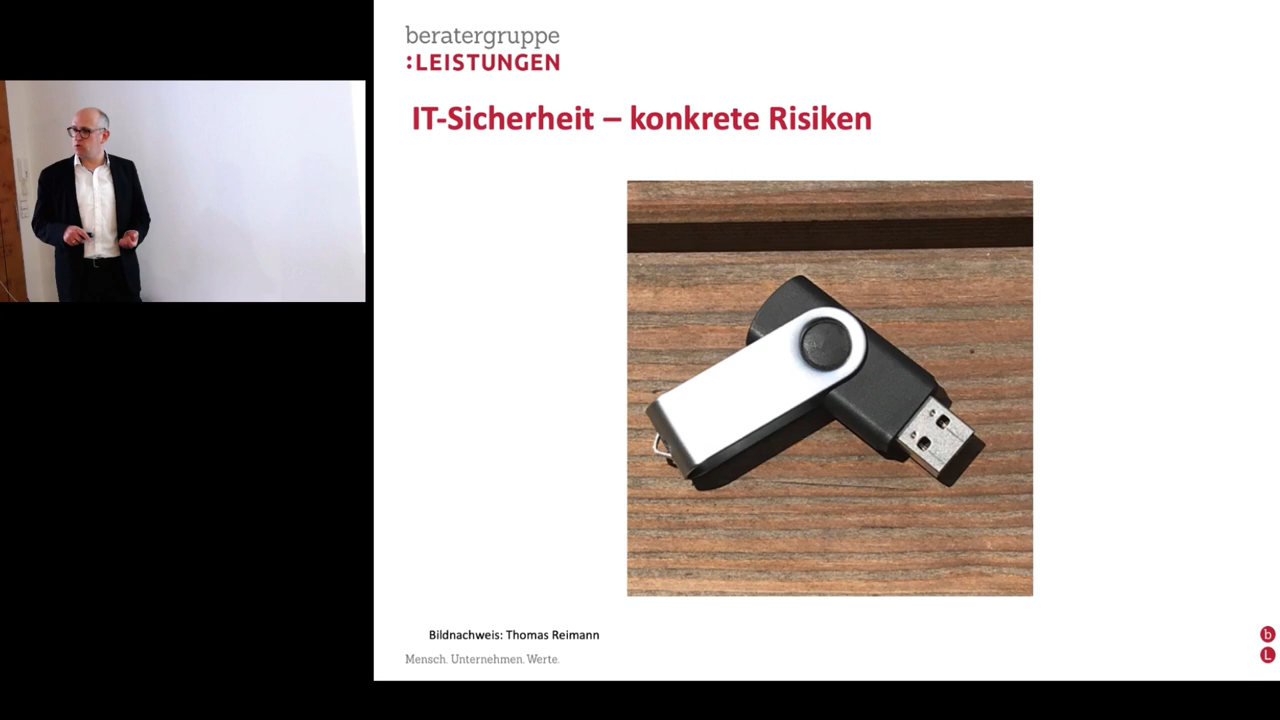 beratergruppe
:LEISTUNGEN
IT-Sicherheit – konkrete Risiken
Bildnachweis: Thomas Reimann
Mensch. Unternehmen. Werte.
b
L